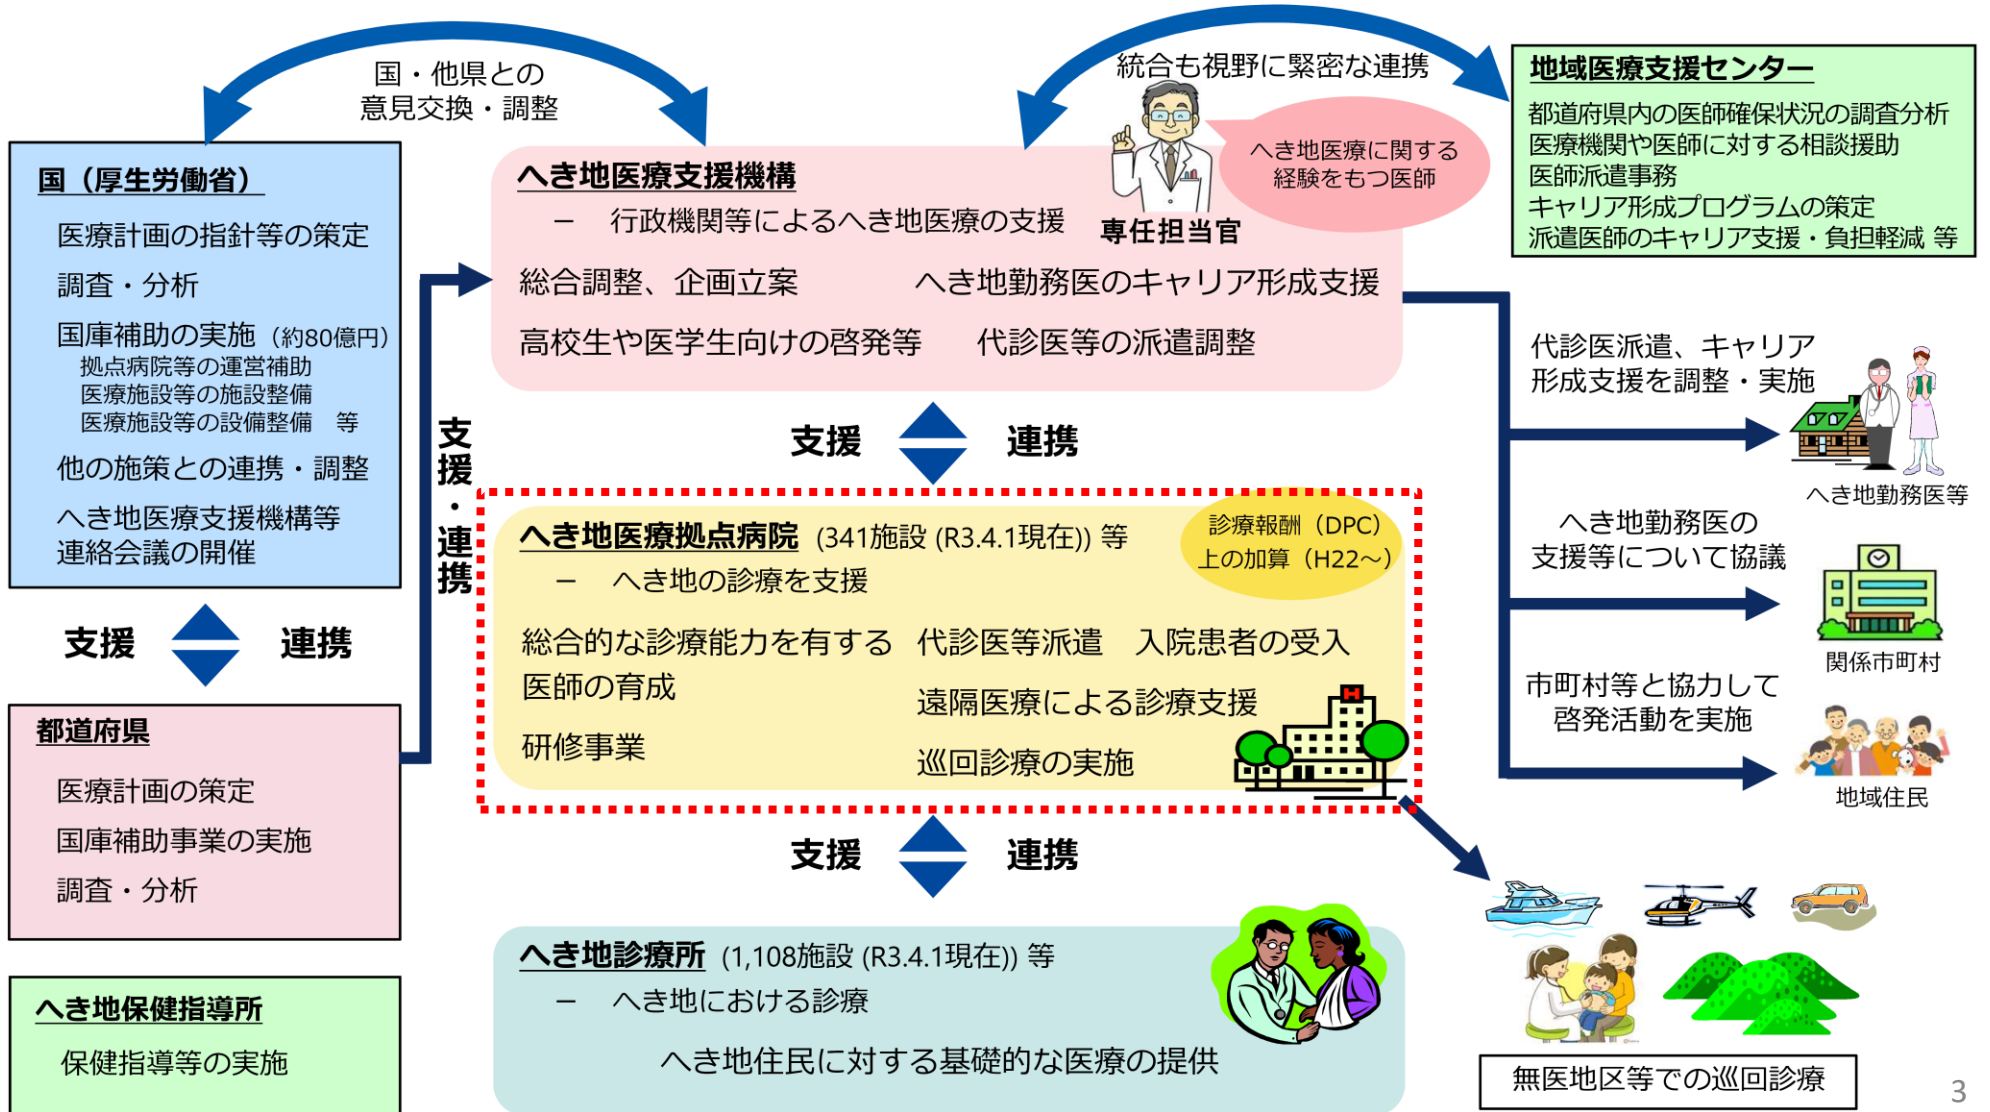 国・他県との
意見交換・調整
統合も視野に緊密な連携
地域医療支援センター
都道府県内の医師確保状況の調査分析
医療機関や医師に対する相談援助
医師派遣事務
キャリア形成プログラムの策定
派遣医師のキャリア支援・負担軽減 等
国（厚生労働省）
医療計画の指針等の策定
調査・分析
国庫補助の実施（約80億円）
拠点病院等の運営補助
医療施設等の施設整備
医療施設等の設備整備　等
他の施策との連携・調整
へき地医療支援機構等
連絡会議の開催
支援 連携
都道府県
医療計画の策定
国庫補助事業の実施
調査・分析
へき地保健指導所
保健指導等の実施
支援・連携
へき地医療支援機構
－　行政機関等によるへき地医療の支援
専任担当官
へき地医療に関する
経験をもつ医師
総合調整、企画立案　へき地勤務医のキャリア形成支援
高校生や医学生向けの啓発等　代診医等の派遣調整
支援 連携
へき地医療拠点病院 (341施設 (R3.4.1現在)) 等
－　へき地の診療を支援
診療報酬（DPC）
上の加算（H22～）
総合的な診療能力を有する
医師の育成
研修事業
代診医等派遣　入院患者の受入
遠隔医療による診療支援
巡回診療の実施
H
支援 連携
へき地診療所 (1,108施設 (R3.4.1現在)) 等
－　へき地における診療
へき地住民に対する基礎的な医療の提供
代診医派遣、キャリア
形成支援を調整・実施
へき地勤務医等
へき地勤務医の
支援等について協議
関係市町村
市町村等と協力して
啓発活動を実施
地域住民
無医地区等での巡回診療
3